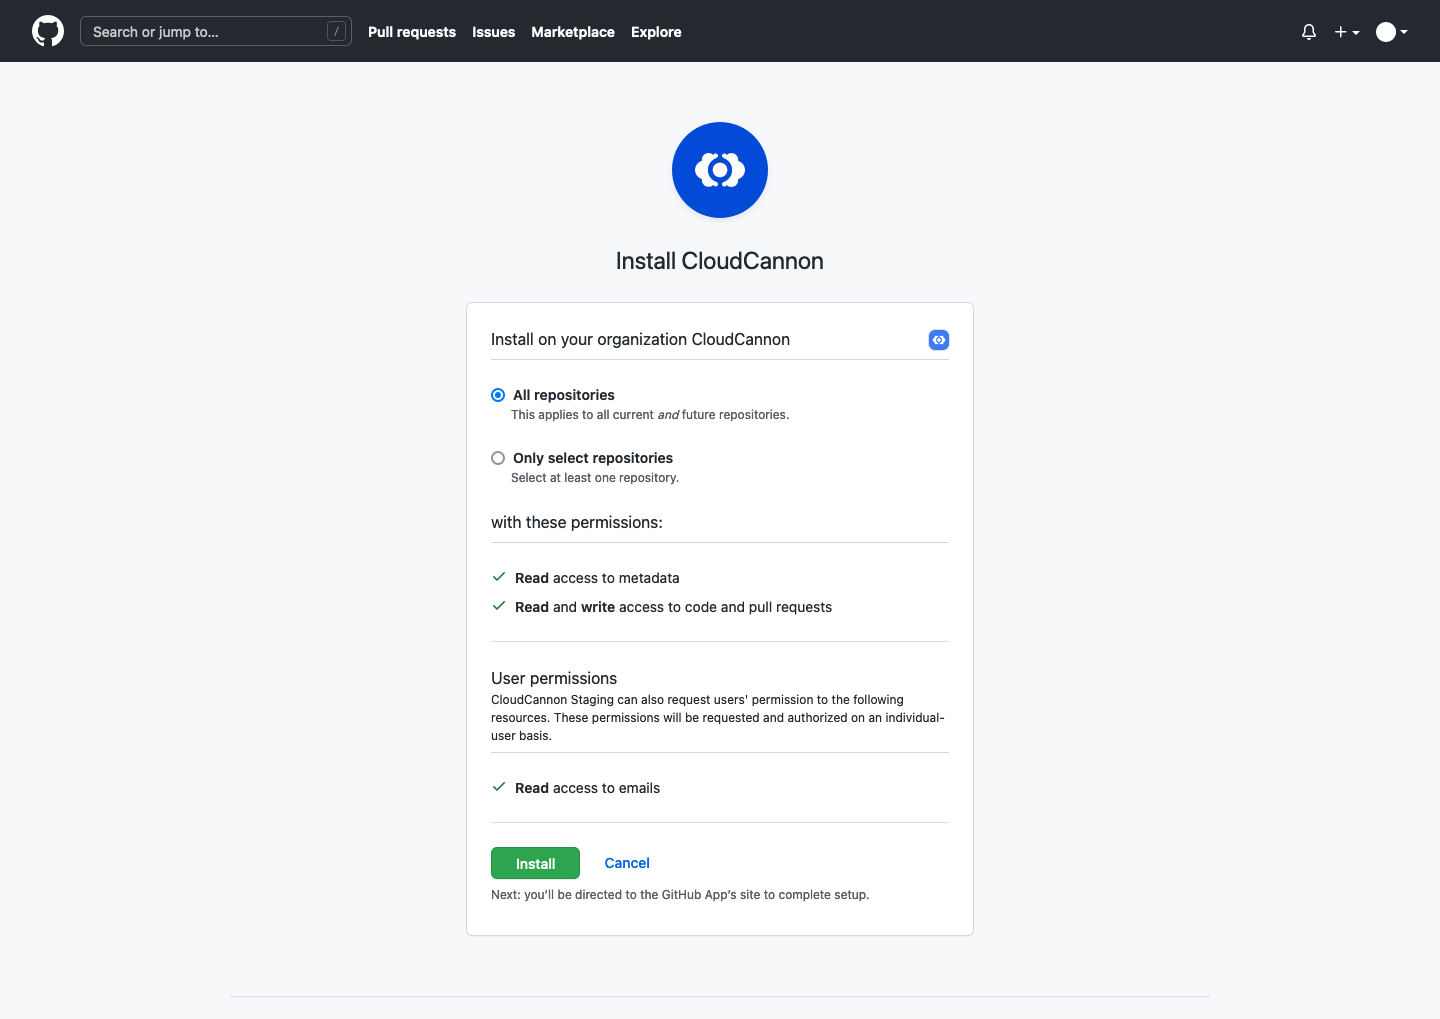 Search or jump to...
/
Pull requests
Issues
Marketplace
Explore
Install CloudCannon
Install on your organization CloudCannon
All repositories
This applies to all current and future repositories.
Only select repositories
Select at least one repository.
with these permissions:
Read access to metadata
Read and write access to code and pull requests
User permissions
CloudCannon Staging can also request users' permission to the following
resources. These permissions will be requested and authorized on an individual-
user basis.
Read access to emails
Install
Cancel
Next: you'll be directed to the GitHub App's site to complete setup.